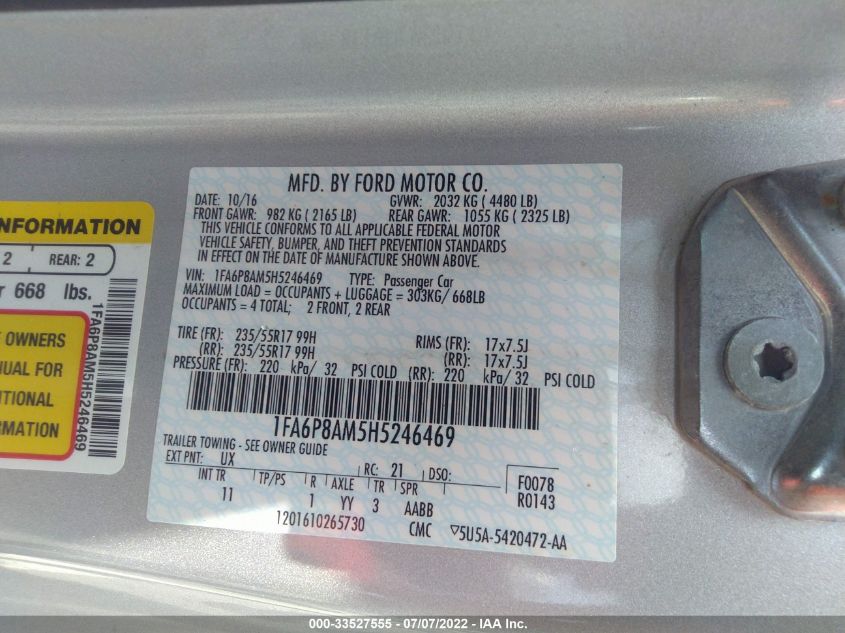 MFD. BY FORD MOTOR CO.
DATE: 10/16 GVWR: 2032 KG ( 4480 LB)
FRONT GAWR: 982 KG ( 2165 LB) REAR GAWR: 1055 KG ( 2325 LB)
THIS VEHICLE CONFORMS TO ALL APPLICABLE FEDERAL MOTOR
VEHICLE SAFETY, BUMPER, AND THEFT PREVENTION STANDARDS
IN EFFECT ON THE DATE OF MANUFACTURE SHOWN ABOVE.
VIN: 1FA6P8AM5H5246469 TYPE: Passenger Car
MAXIMUM LOAD = OCCUPANTS + LUGGAGE = 303KG/ 668LB
OCCUPANTS = 4 TOTAL; 2 FRONT, 2 REAR
TIRE (FR): 235/55R17 99H RIMS (FR): 17x7.5J
(RR): 235/55R17 99H (RR): 17x7.5J
PRESSURE (FR): 220 kPa/ 32 PSI COLD (RR): 220 kPa/ 32 PSI COLD
1FA6P8AM5H5246469
TRAILER TOWING - SEE OWNER GUIDE
EXT PNT: UX RC: 21 DSO: F0078
INT TR TP/PS R AXLE TR SPR R0143
11 1 YY 3 AABB
1201610265730 CMC ▽5U5A-5420472-AA
NFORMATION
2 REAR: 2
r 668 lbs.
OWNERS
NUAL FOR
ITIONAL
RMATION
1FA6P8AM5H5246469
000-33527555 - 07/07/2022 - IAA Inc.